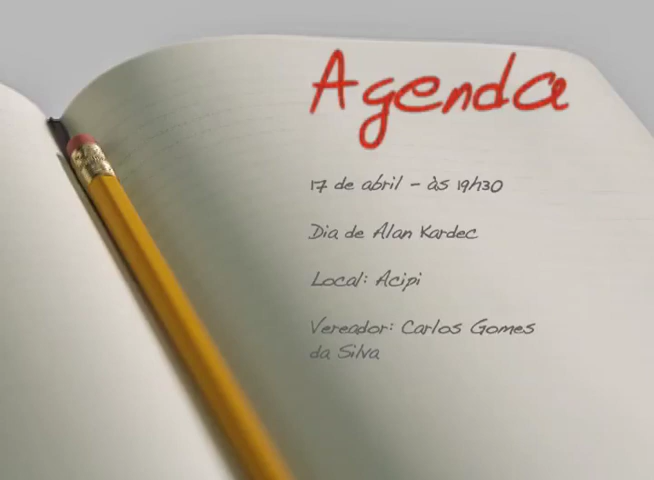 Agenda
17 de abril - às 19h30
Dia de Alan Kardec
Local: Acipi
Vereador: Carlos Gomes
da Silva